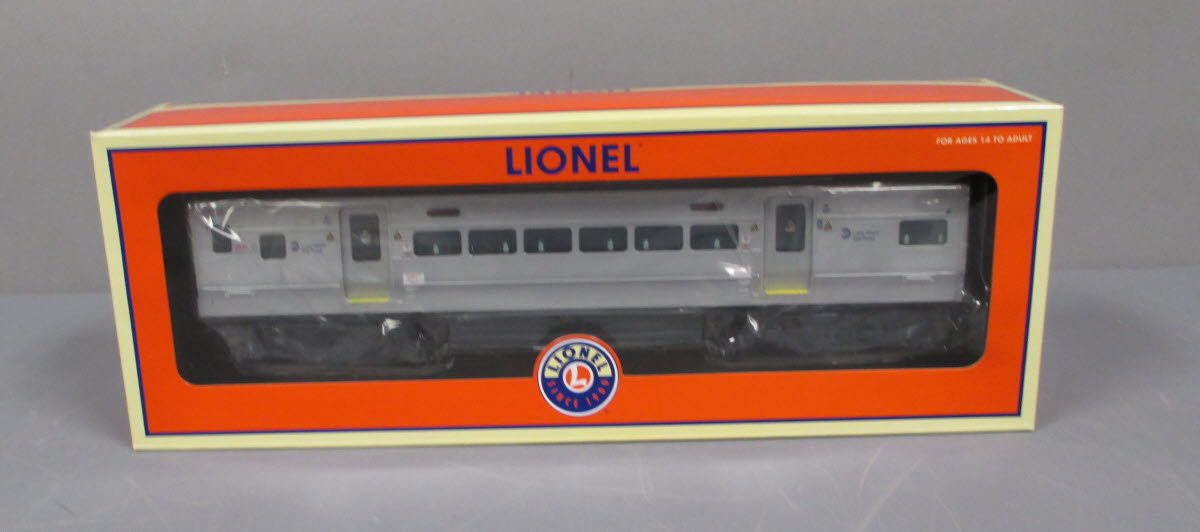 LIONEL
FOR AGES 14 TO ADULT
LIONEL
L
SINCE 1900